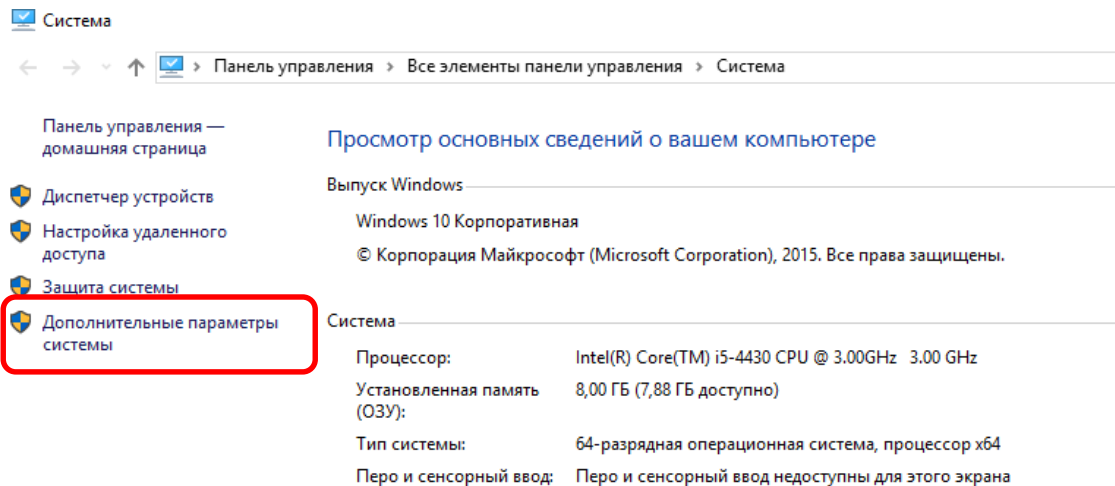 Система
Панель управления › Все элементы панели управления › Система
Панель управления —
домашняя страница
Диспетчер устройств
Настройка удаленного
доступа
Защита системы
Дополнительные параметры
системы
Просмотр основных сведений о вашем компьютере
Выпуск Windows
Windows 10 Корпоративная
© Корпорация Майкрософт (Microsoft Corporation), 2015. Все права защищены.
Система
Процессор: Intel(R) Core(TM) i5-4430 CPU @ 3.00GHz 3.00 GHz
Установленная память 8,00 ГБ (7,88 ГБ доступно)
(ОЗУ):
Тип системы: 64-разрядная операционная система, процессор x64
Перо и сенсорный ввод: Перо и сенсорный ввод недоступны для этого экрана